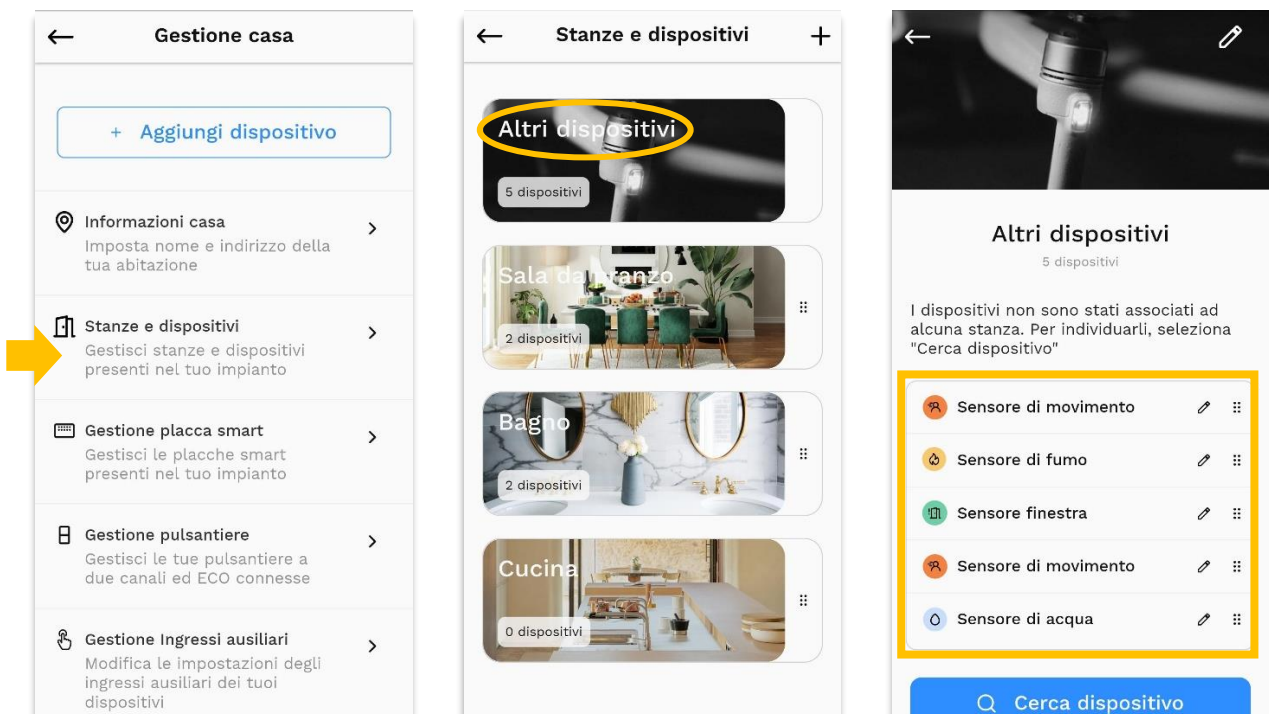 Gestione casa
+ Aggiungi dispositivo
Informazioni casa
Imposta nome e indirizzo della
tua abitazione
Stanze e dispositivi
Gestisci stanze e dispositivi
presenti nel tuo impianto
Gestione placca smart
Gestisci le placche smart
presenti nel tuo impianto
Gestione pulsantiere
Gestisci le tue pulsantiere a
due canali ed ECO connesse
Gestione Ingressi ausiliari
Modifica le impostazioni degli
ingressi ausiliari dei tuoi
dispositivi
Stanze e dispositivi
Altri dispositivi
5 dispositivi
Sala da pranzo
2 dispositivi
Bagno
2 dispositivi
Cucina
0 dispositivi
Altri dispositivi
5 dispositivi
I dispositivi non sono stati associati ad
alcuna stanza. Per individuarli, seleziona
"Cerca dispositivo"
Sensore di movimento
Sensore di fumo
Sensore finestra
Sensore di movimento
Sensore di acqua
Cerca dispositivo